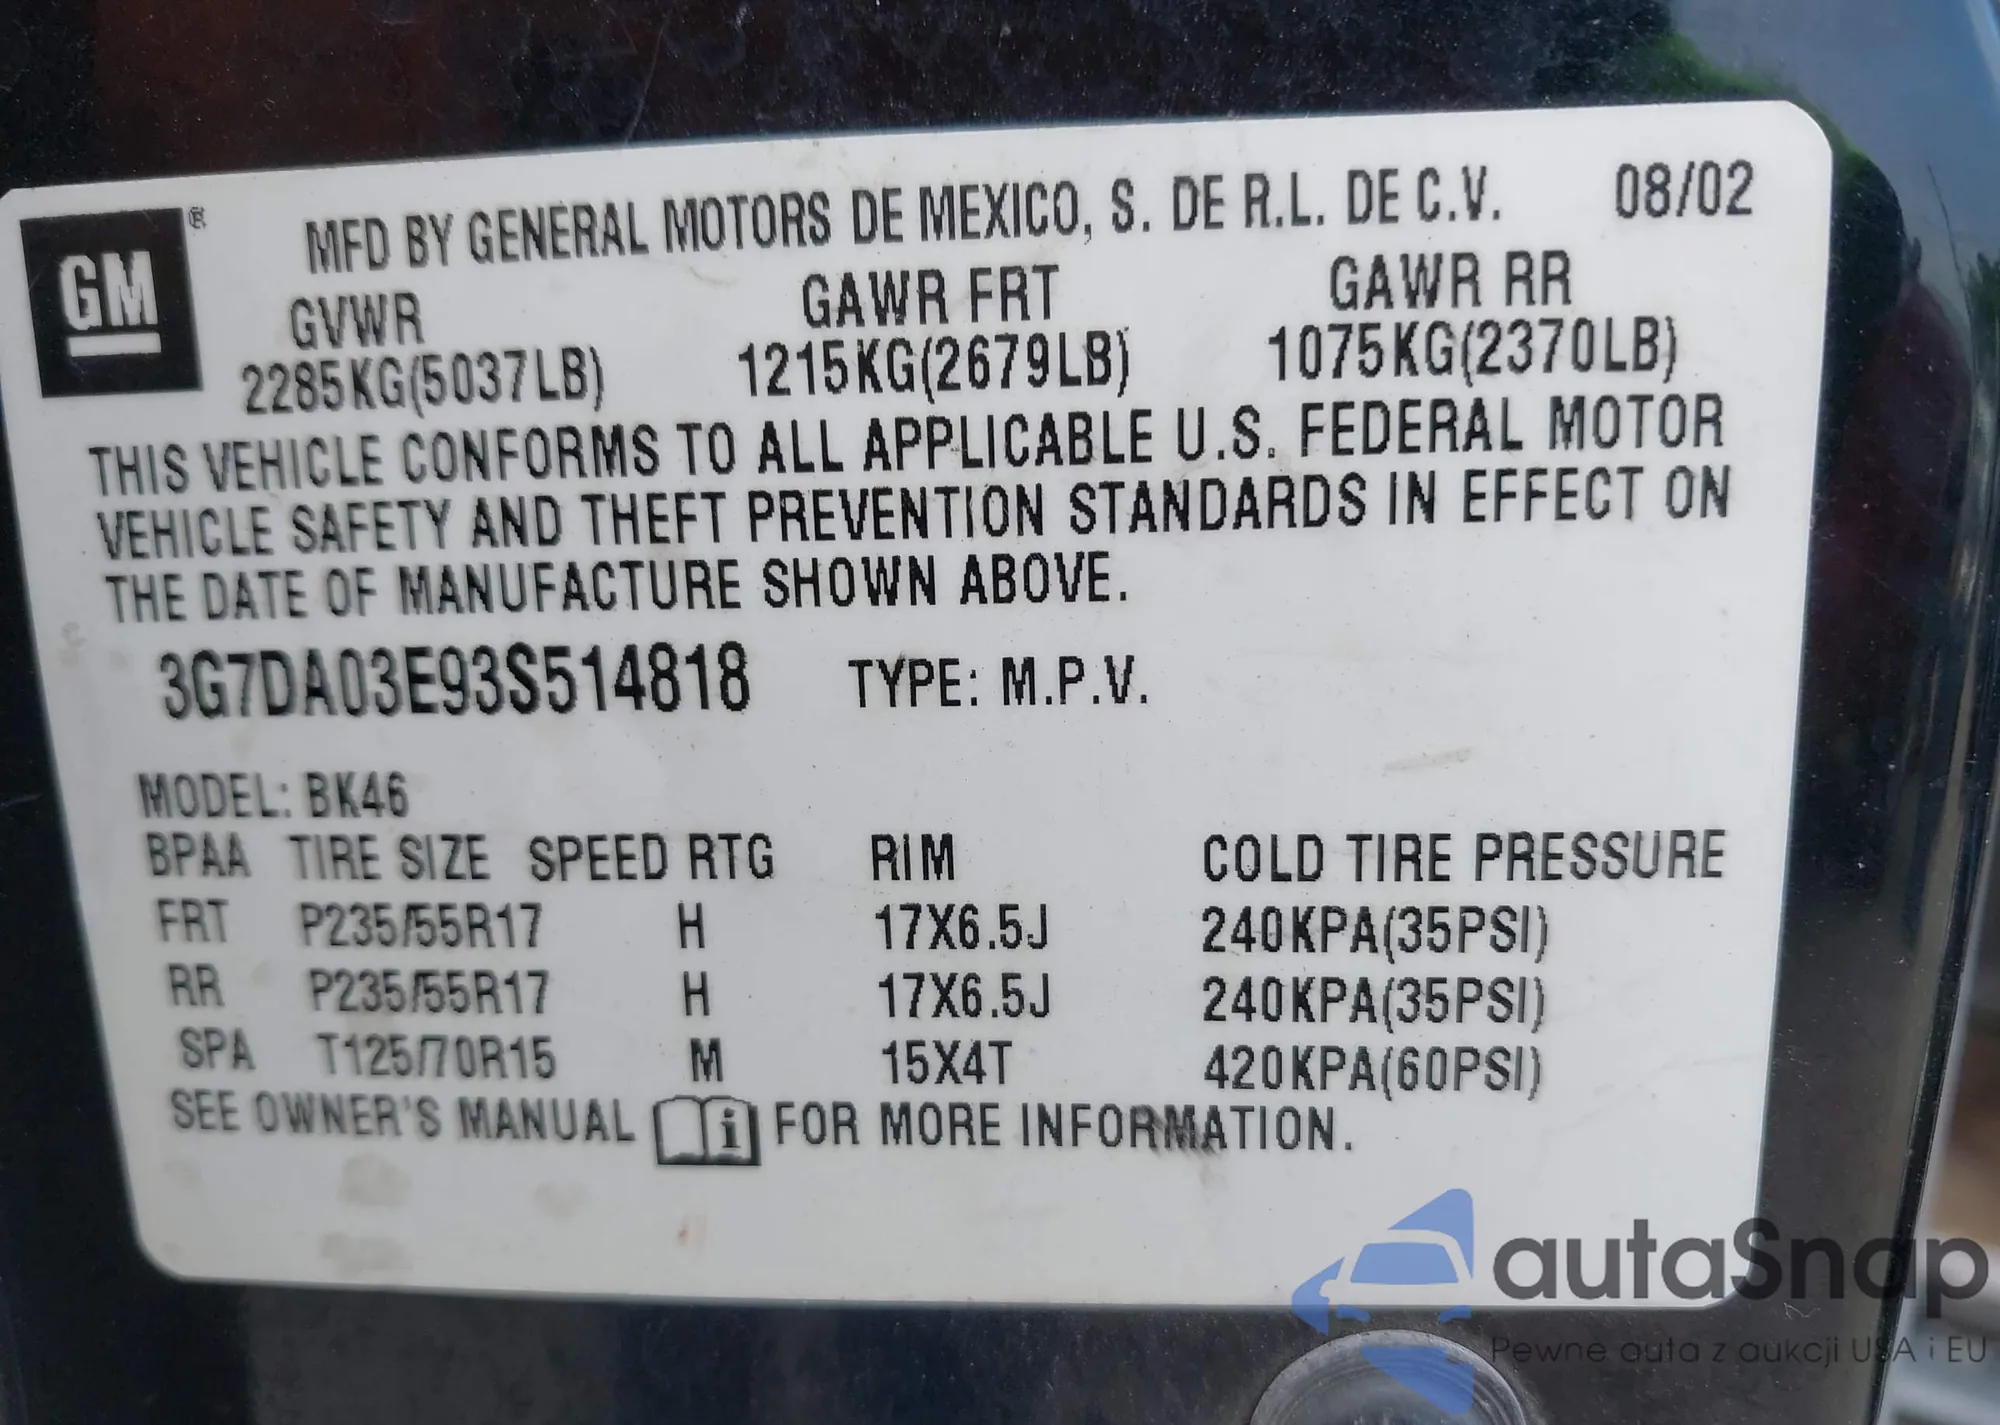 GM ®
MFD BY GENERAL MOTORS DE MEXICO, S. DE R.L. DE C.V. 08/02
GVWR GAWR FRT GAWR RR
2285KG(5037LB) 1215KG(2679LB) 1075KG(2370LB)
THIS VEHICLE CONFORMS TO ALL APPLICABLE U.S. FEDERAL MOTOR
VEHICLE SAFETY AND THEFT PREVENTION STANDARDS IN EFFECT ON
THE DATE OF MANUFACTURE SHOWN ABOVE.
3G7DA03E93S514818 TYPE: M.P.V.
MODEL: BK46
BPAA TIRE SIZE SPEED RTG RIM COLD TIRE PRESSURE
FRT P235/55R17 H 17X6.5J 240KPA(35PSI)
RR P235/55R17 H 17X6.5J 240KPA(35PSI)
SPA T125/70R15 M 15X4T 420KPA(60PSI)
SEE OWNER'S MANUAL i FOR MORE INFORMATION.
autaSnap
Pewne auta z aukcji USA i EU